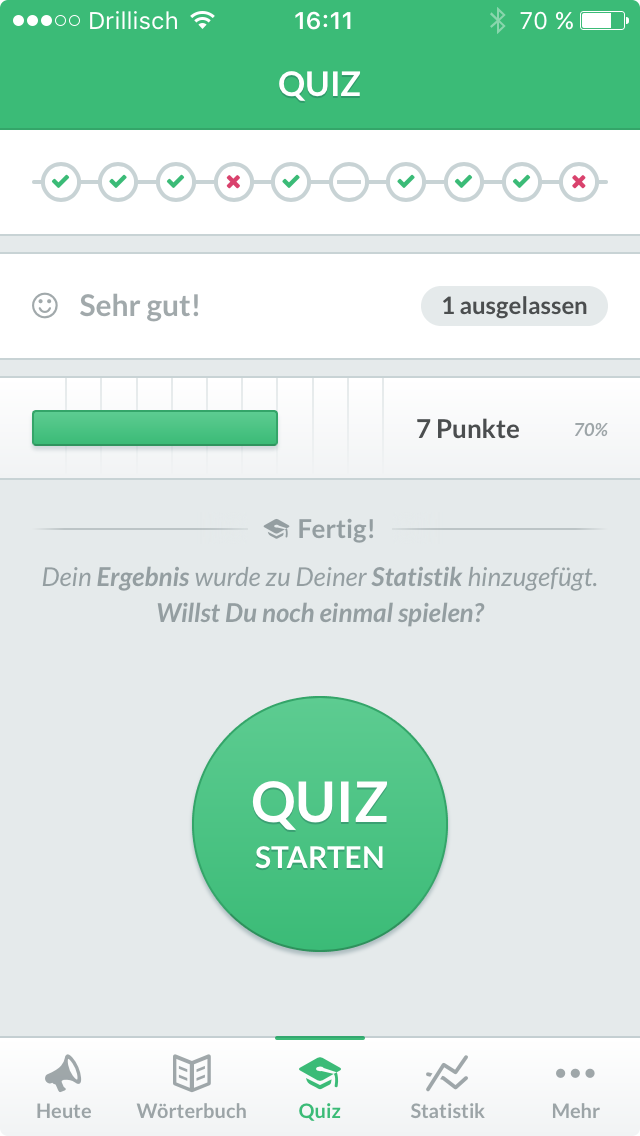 Drillisch 16:11 70 %
QUIZ
Sehr gut! 1 ausgelassen
7 Punkte 70%
Fertig!
Dein Ergebnis wurde zu Deiner Statistik hinzugefügt.
Willst Du noch einmal spielen?
QUIZ
STARTEN
Heute Wörterbuch Quiz Statistik Mehr